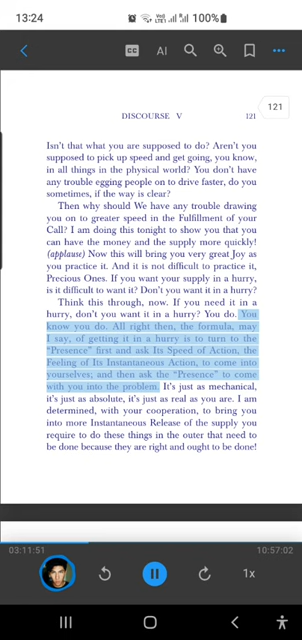 13:24
100%
CC
AI
121
DISCOURSE V 121
Isn't that what you are supposed to do? Aren't you
supposed to pick up speed and get going, you know,
in all things in the physical world? You don't have
any trouble egging people on to drive faster, do you
sometimes, if the way is clear?
Then why should We have any trouble drawing
you on to greater speed in the Fulfillment of your
Call? I am doing this tonight to show you that you
can have the money and the supply more quickly!
(applause) Now this will bring you very great Joy as
you practice it. And it is not difficult to practice it,
Precious Ones. If you want your supply in a hurry,
is it difficult to want it? Don't you want it in a hurry?
Think this through, now. If you need it in a
hurry, don't you want it in a hurry? You do. You
know you do. All right then, the formula, may
I say, of getting it in a hurry is to turn to the
“Presence” first and ask Its Speed of Action, the
Feeling of Its Instantaneous Action, to come into
yourselves; and then ask the “Presence” to come
with you into the problem. It's just as mechanical,
it's just as absolute, it's just as real as you are. I am
determined, with your cooperation, to bring you
into more Instantaneous Release of the supply you
require to do these things in the outer that need to
be done because they are right and ought to be done!
03:11:51
10:57:02
1x